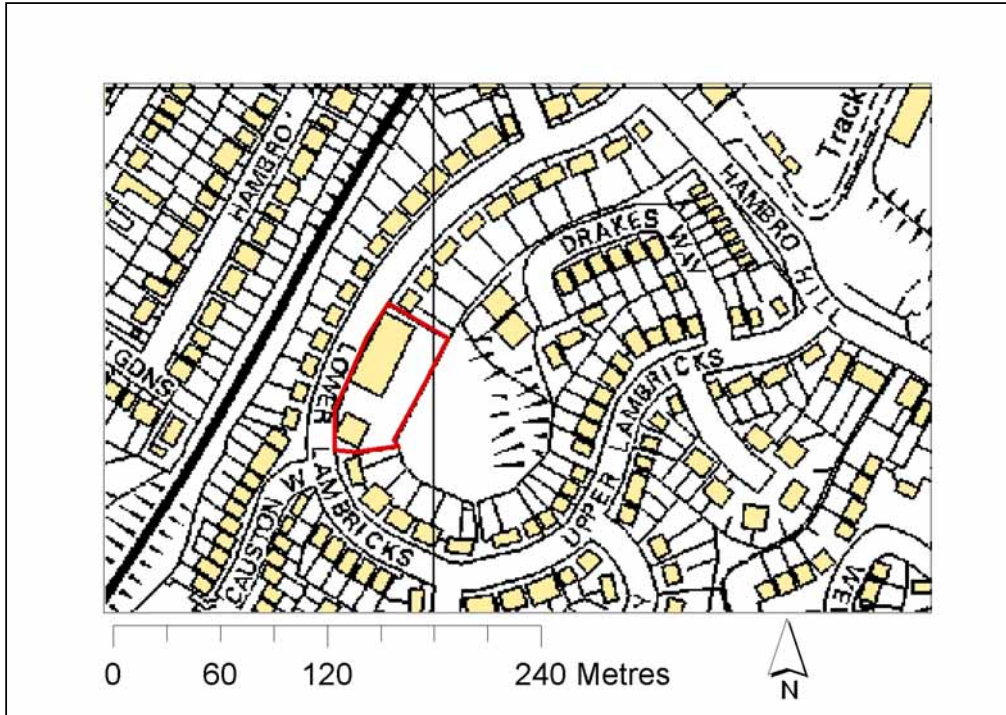 HAMBRO'
Track
HAMBRO HILL
DRAKES
WAY
GDNS
LOWER
LAMBRICKS
UPPER LAMBRICKS
CAUSTON
0 60 120 240 Metres
N